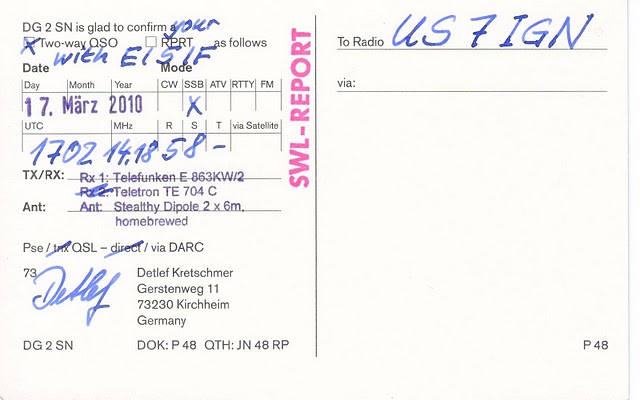 DG 2 SN is glad to confirm a your
X Two-way QSO RPRT as follows
with EI5IF
Date Mode
Day Month Year CW SSB ATV RTTY FM
17. März 2010 X
UTC MHz R S T via Satellite
1702 14.18 58-
TX/RX: Rx 1: Telefunken E 863KW/2
Rx 2: Teletron TE 704 C
Ant: Ant: Stealthy Dipole 2 x 6m,
homebrewed
Pse / tnx QSL – direct / via DARC
73
Detlef
Detlef Kretschmer
Gerstenweg 11
73230 Kirchheim
Germany
DG 2 SN DOK: P 48 QTH: JN 48 RP
SWL-REPORT
To Radio US7IGN
via:
P 48